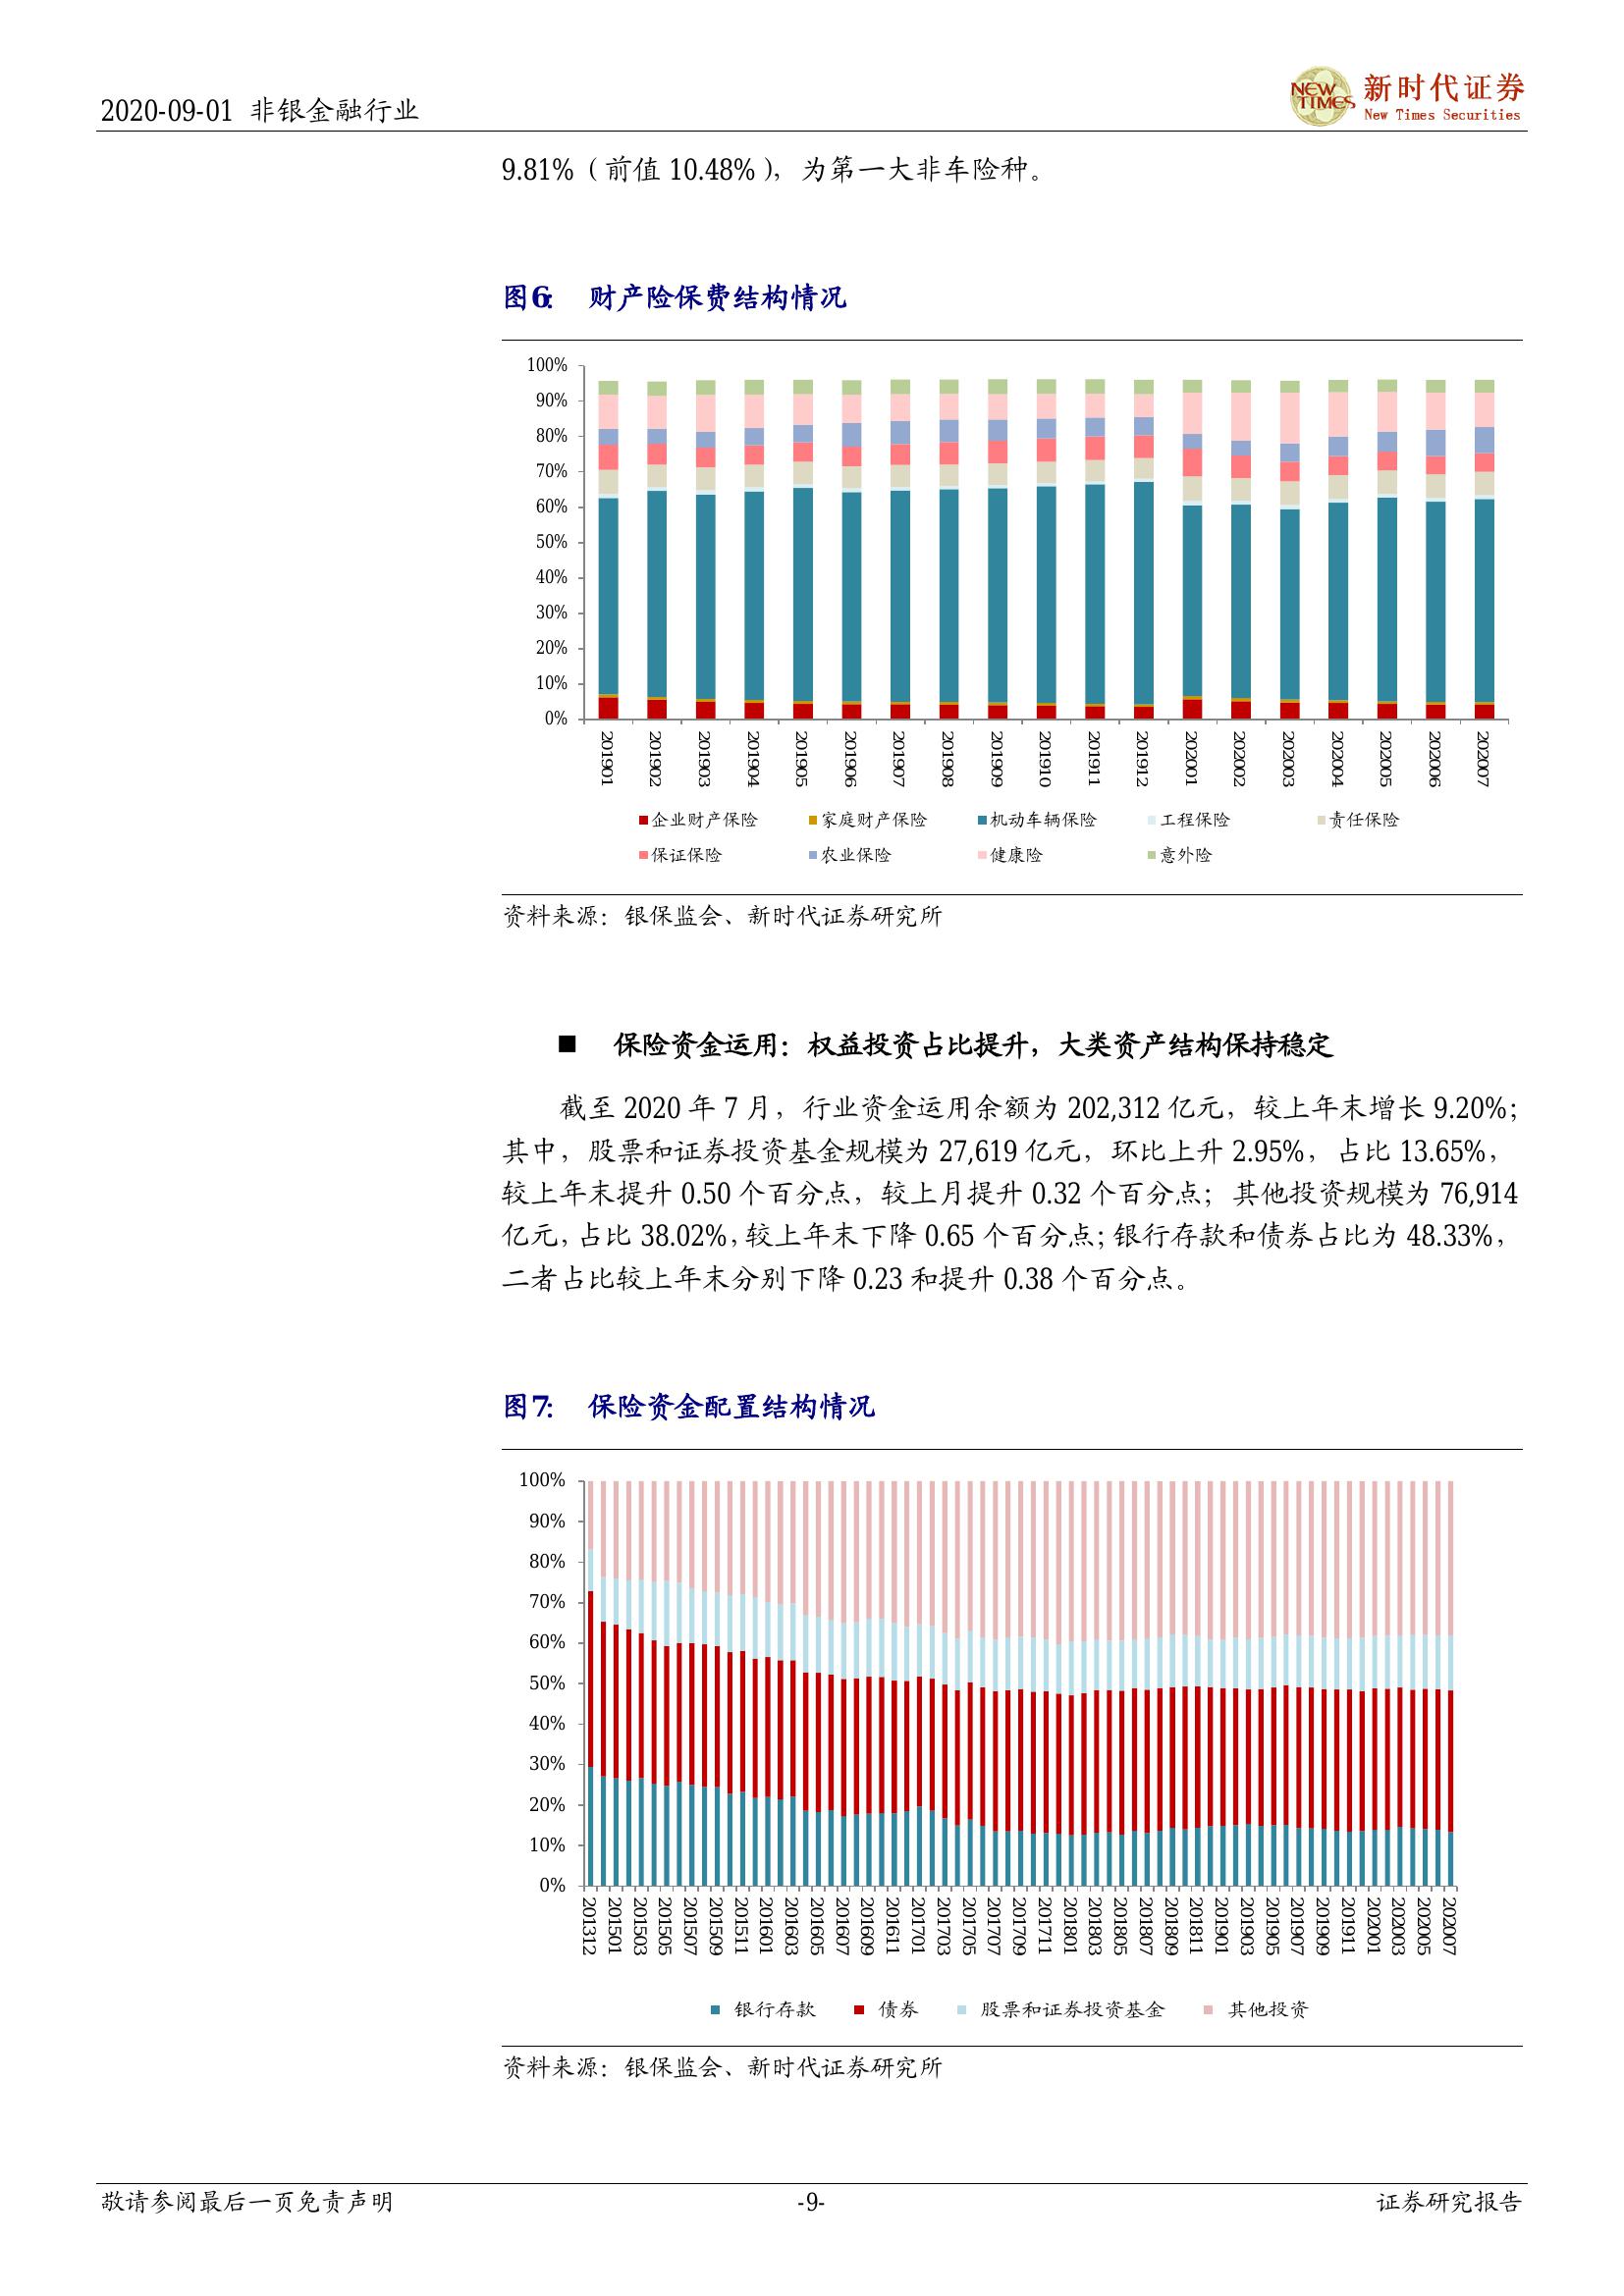 2020-09-01 非银金融行业
NEW TIMES
新时代证券
New Times Securities
9.81%（前值 10.48%），为第一大非车险种。
图6： 财产险保费结构情况
100%
90%
80%
70%
60%
50%
40%
30%
20%
10%
0%
201901 201902 201903 201904 201905 201906 201907 201908 201909 201910 201911 201912 202001 202002 202003 202004 202005 202006 202007
企业财产保险 家庭财产保险 机动车辆保险 工程保险 责任保险
保证保险 农业保险 健康险 意外险
资料来源：银保监会、新时代证券研究所
■ 保险资金运用：权益投资占比提升，大类资产结构保持稳定
截至 2020 年 7 月，行业资金运用余额为 202,312 亿元，较上年末增长 9.20%；
其中，股票和证券投资基金规模为 27,619 亿元，环比上升 2.95%，占比 13.65%，
较上年末提升 0.50 个百分点，较上月提升 0.32 个百分点；其他投资规模为 76,914
亿元，占比 38.02%，较上年末下降 0.65 个百分点；银行存款和债券占比为 48.33%，
二者占比较上年末分别下降 0.23 和提升 0.38 个百分点。
图7： 保险资金配置结构情况
100%
90%
80%
70%
60%
50%
40%
30%
20%
10%
0%
201312 201501 201503 201505 201507 201509 201511 201601 201603 201605 201607 201609 201611 201701 201703 201705 201707 201709 201711 201801 201803 201805 201807 201809 201811 201901 201903 201905 201907 201909 201911 202001 202003 202005 202007
银行存款 债券 股票和证券投资基金 其他投资
资料来源：银保监会、新时代证券研究所
敬请参阅最后一页免责声明 -9- 证券研究报告